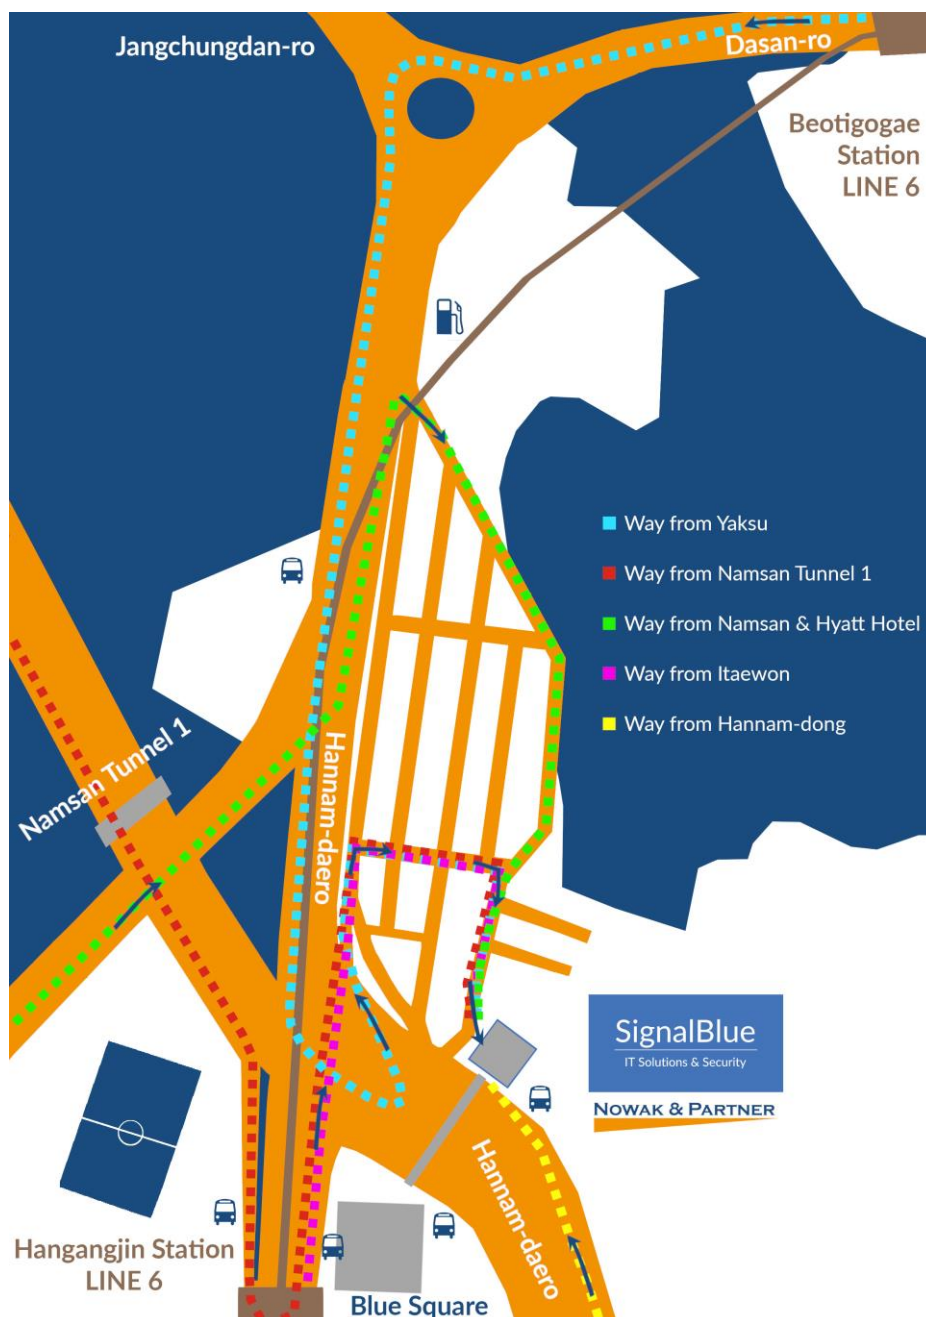 Jangchungdan-ro
Dasan-ro
Beotigogae
Station
LINE 6
Way from Yaksu
Way from Namsan Tunnel 1
Way from Namsan & Hyatt Hotel
Way from Itaewon
Way from Hannam-dong
Namsan Tunnel 1
Hannam-daero
SignalBlue
IT Solutions & Security
NOWAK & PARTNER
Hannam-daero
Hangangjin Station
LINE 6
Blue Square